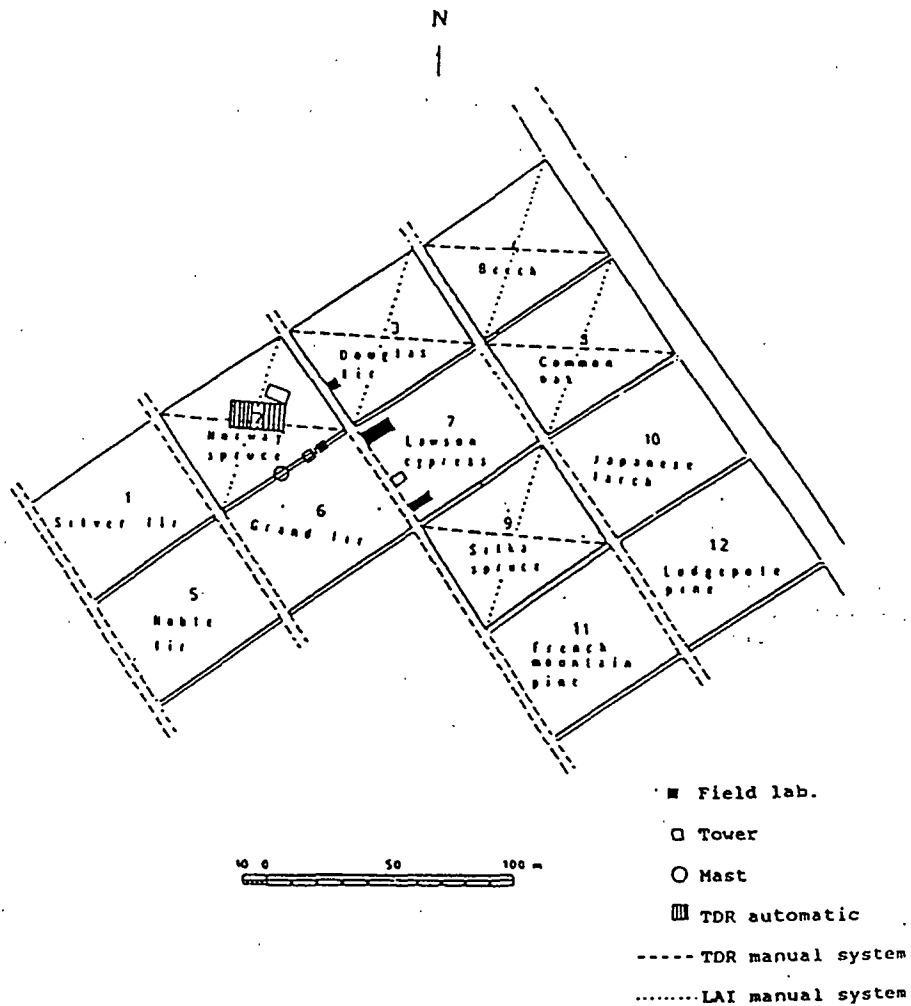 N
Beech
3
Douglas
fir
Common
oak
2
Norway
spruce
7
Lawson
cypress
10
Japanese
larch
1
Silver fir
6
Grand fir
9
Sitka
spruce
12
Lodgepole
pine
5
Noble
fir
11
French
mountain
pine
10 0 50 100 m
Field lab.
Tower
Mast
TDR automatic
TDR manual system
LAI manual system